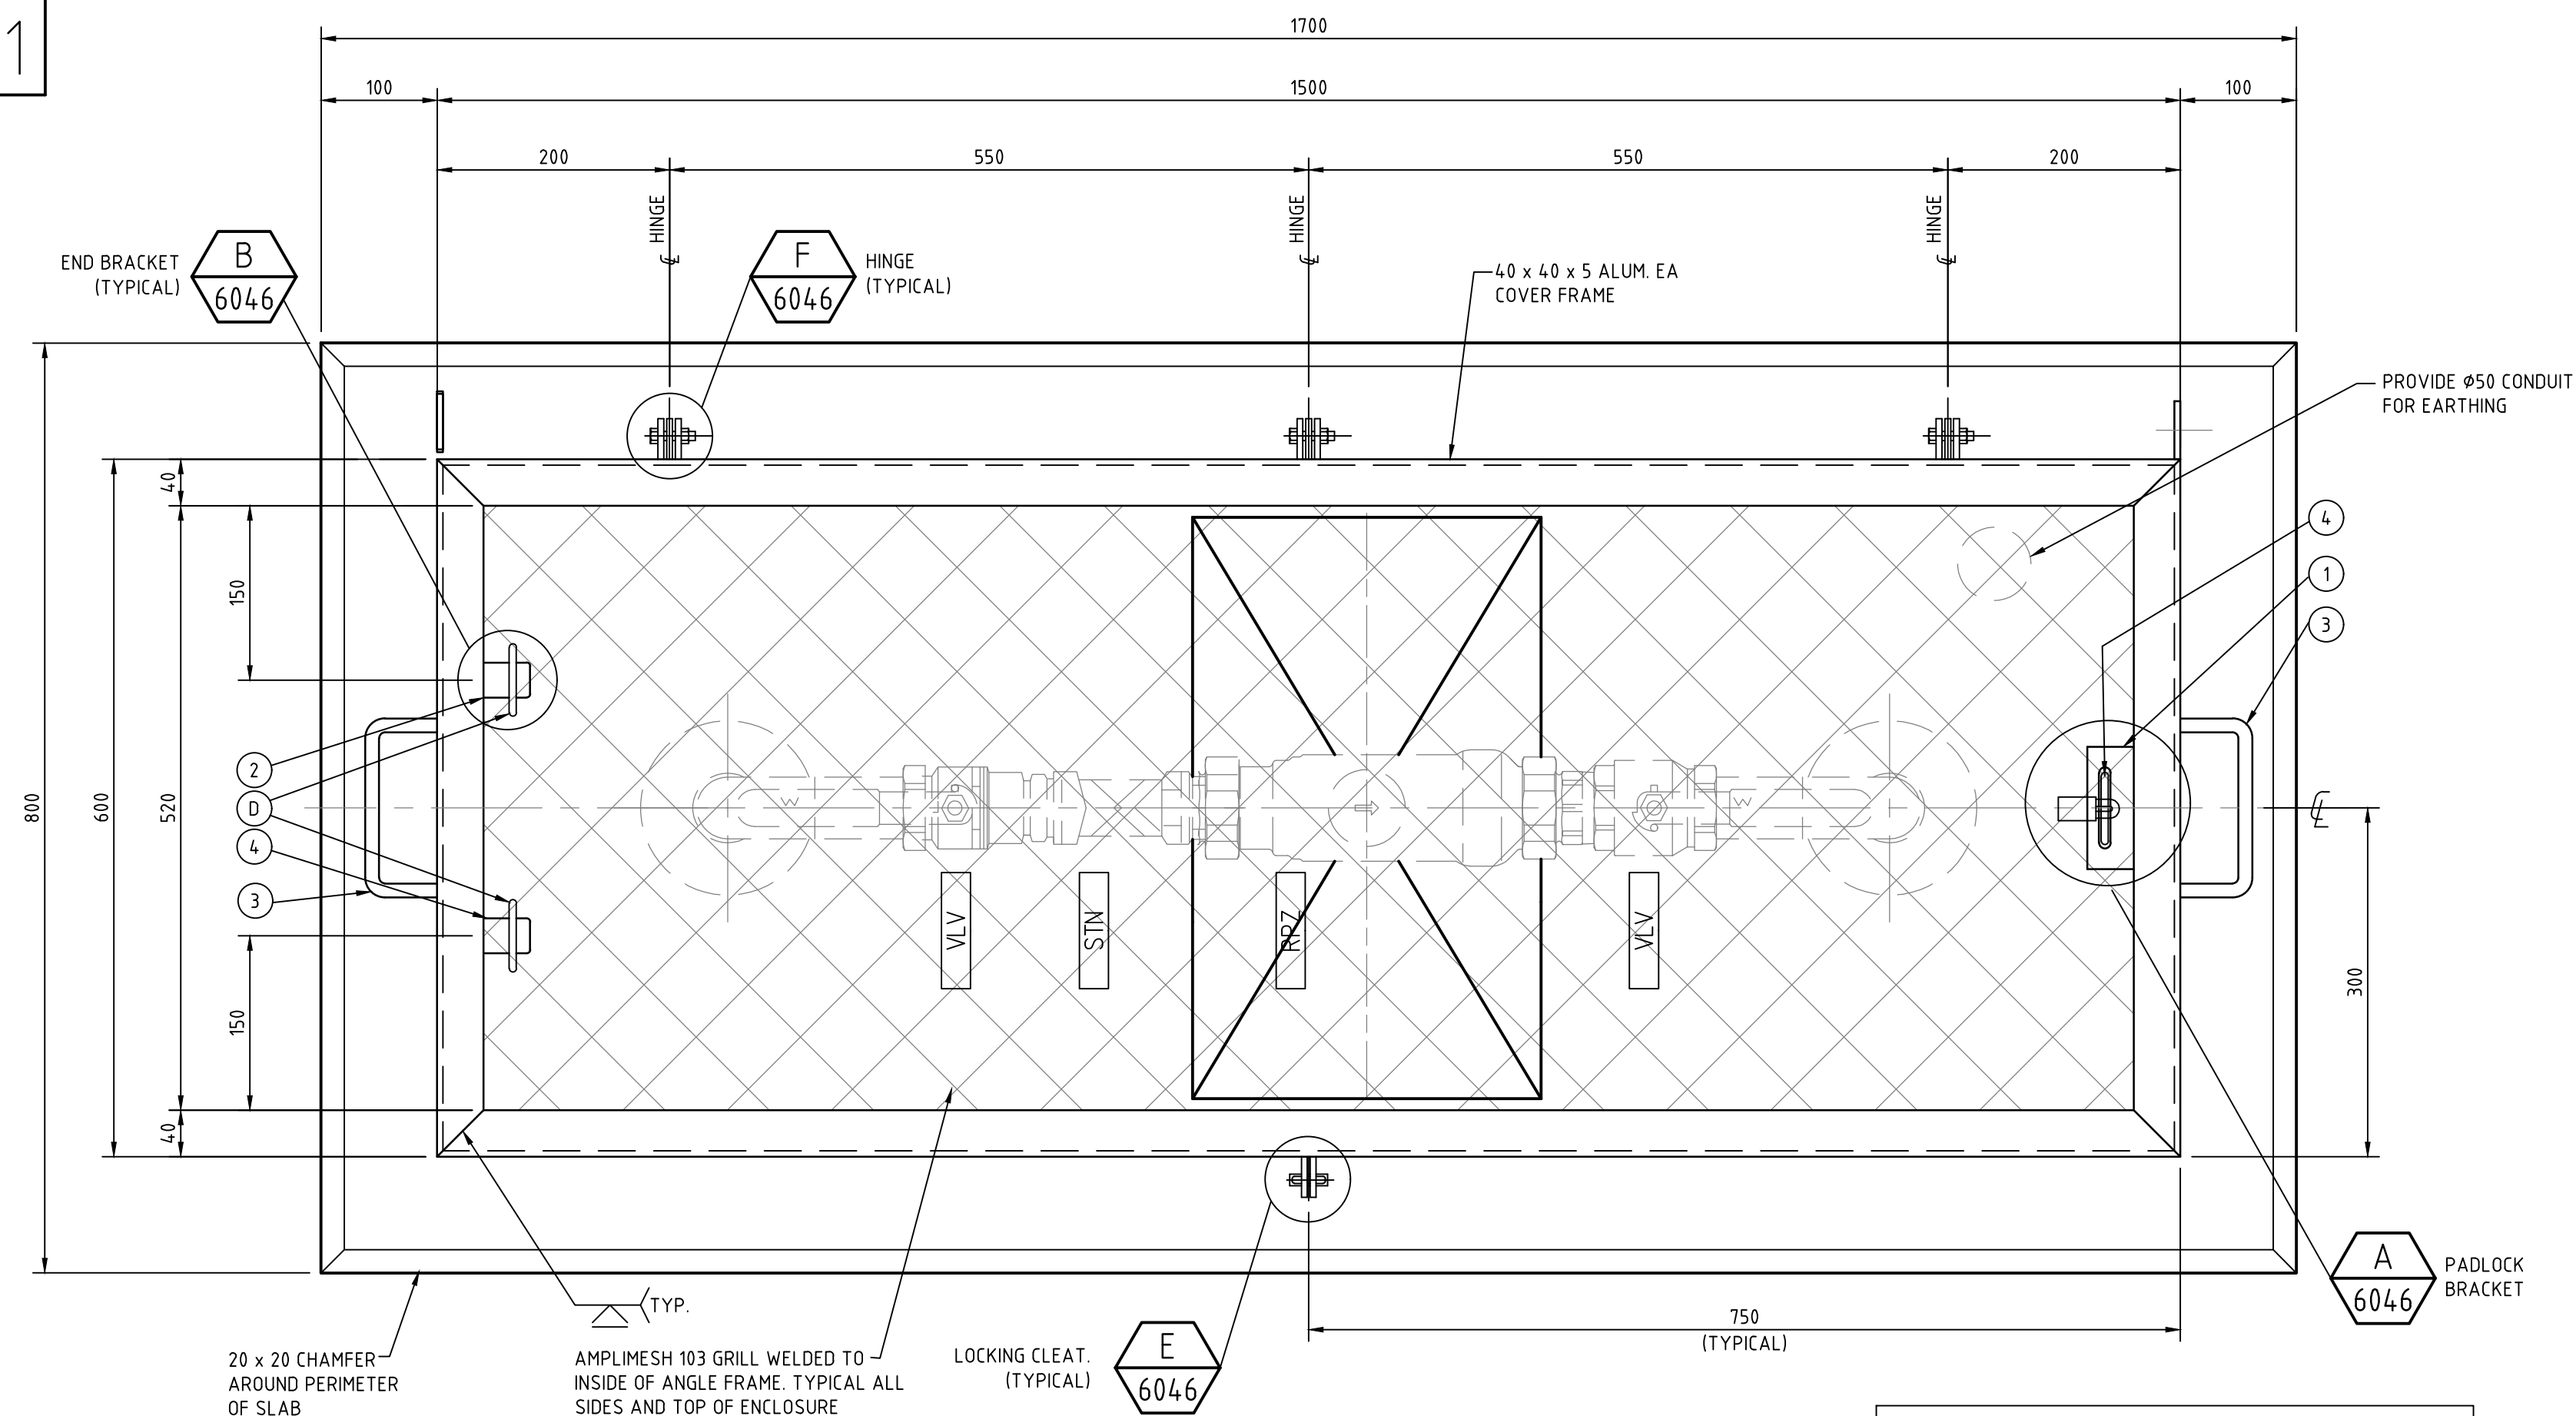 1
1700
100
1500
100
200
550
550
200
HINGE
HINGE
HINGE
END BRACKET
(TYPICAL)
B
6046
F
6046
HINGE
(TYPICAL)
40 x 40 x 5 ALUM. EA
COVER FRAME
PROVIDE Ø50 CONDUIT
FOR EARTHING
40
150
4
1
3
800
600
520
2
D
4
3
W
W
℄
VLV
STN
RPZ
VLV
300
150
40
A
6046
PADLOCK
BRACKET
TYP.
750
(TYPICAL)
20 x 20 CHAMFER
AROUND PERIMETER
OF SLAB
AMPLIMESH 103 GRILL WELDED TO
INSIDE OF ANGLE FRAME. TYPICAL ALL
SIDES AND TOP OF ENCLOSURE
LOCKING CLEAT.
(TYPICAL)
E
6046